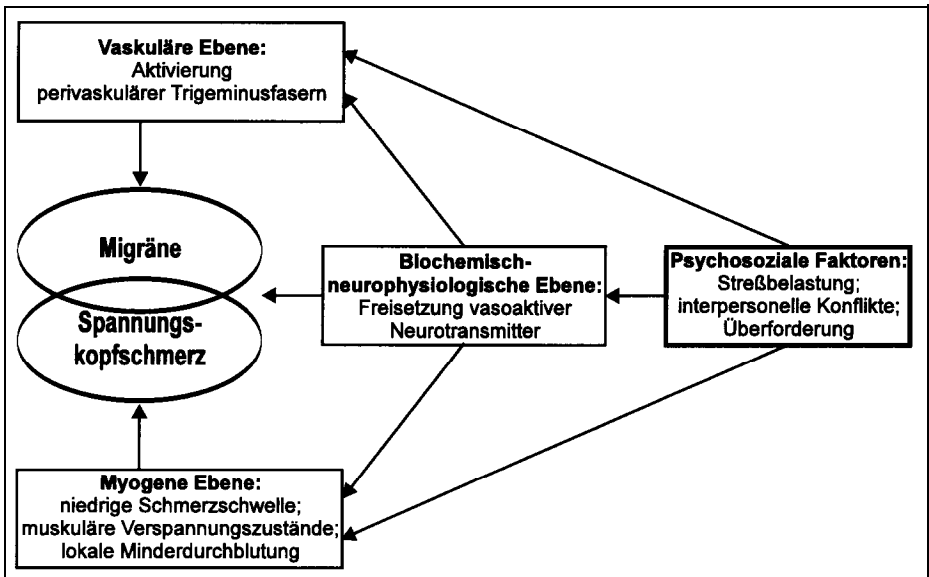 Vaskuläre Ebene:
Aktivierung
perivaskulärer Trigeminusfasern
Migräne
Spannungs-
kopfschmerz
Biochemisch-
neurophysiologische Ebene:
Freisetzung vasoaktiver
Neurotransmitter
Psychosoziale Faktoren:
Streßbelastung;
interpersonelle Konflikte;
Überforderung
Myogene Ebene:
niedrige Schmerzschwelle;
muskuläre Verspannungszustände;
lokale Minderdurchblutung